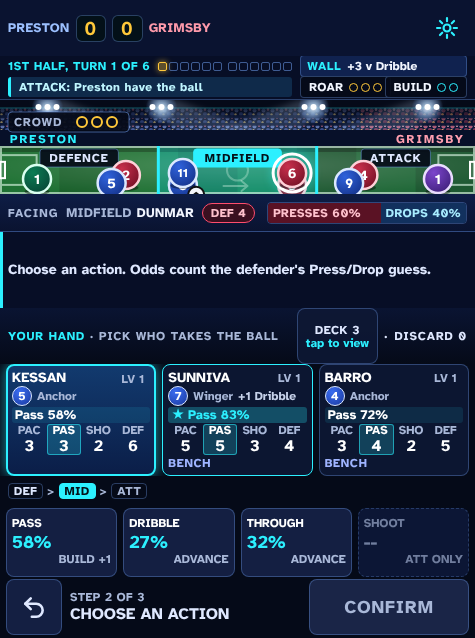 PRESTON 0 0 GRIMSBY
1ST HALF, TURN 1 OF 6
WALL +3 v Dribble
ATTACK: Preston have the ball
ROAR
BUILD
CROWD
PRESTON GRIMSBY
DEFENCE MIDFIELD ATTACK
1 5 2 11 6 9 4 1
FACING MIDFIELD DUNMAR DEF 4 PRESSES 60% DROPS 40%
Choose an action. Odds count the defender's Press/Drop guess.
YOUR HAND · PICK WHO TAKES THE BALL
DECK 3
tap to view
· DISCARD 0
KESSAN LV 1
5 Anchor
Pass 58%
PAC PAS SHO DEF
3 3 2 6
SUNNIVA LV 1
7 Winger +1 Dribble
★ Pass 83%
PAC PAS SHO DEF
5 5 3 4
BENCH
BARRO LV 1
4 Anchor
Pass 72%
PAC PAS SHO DEF
3 4 2 5
BENCH
DEF > MID > ATT
PASS
58%
BUILD +1
DRIBBLE
27%
ADVANCE
THROUGH
32%
ADVANCE
SHOOT
--
ATT ONLY
STEP 2 OF 3
CHOOSE AN ACTION
CONFIRM